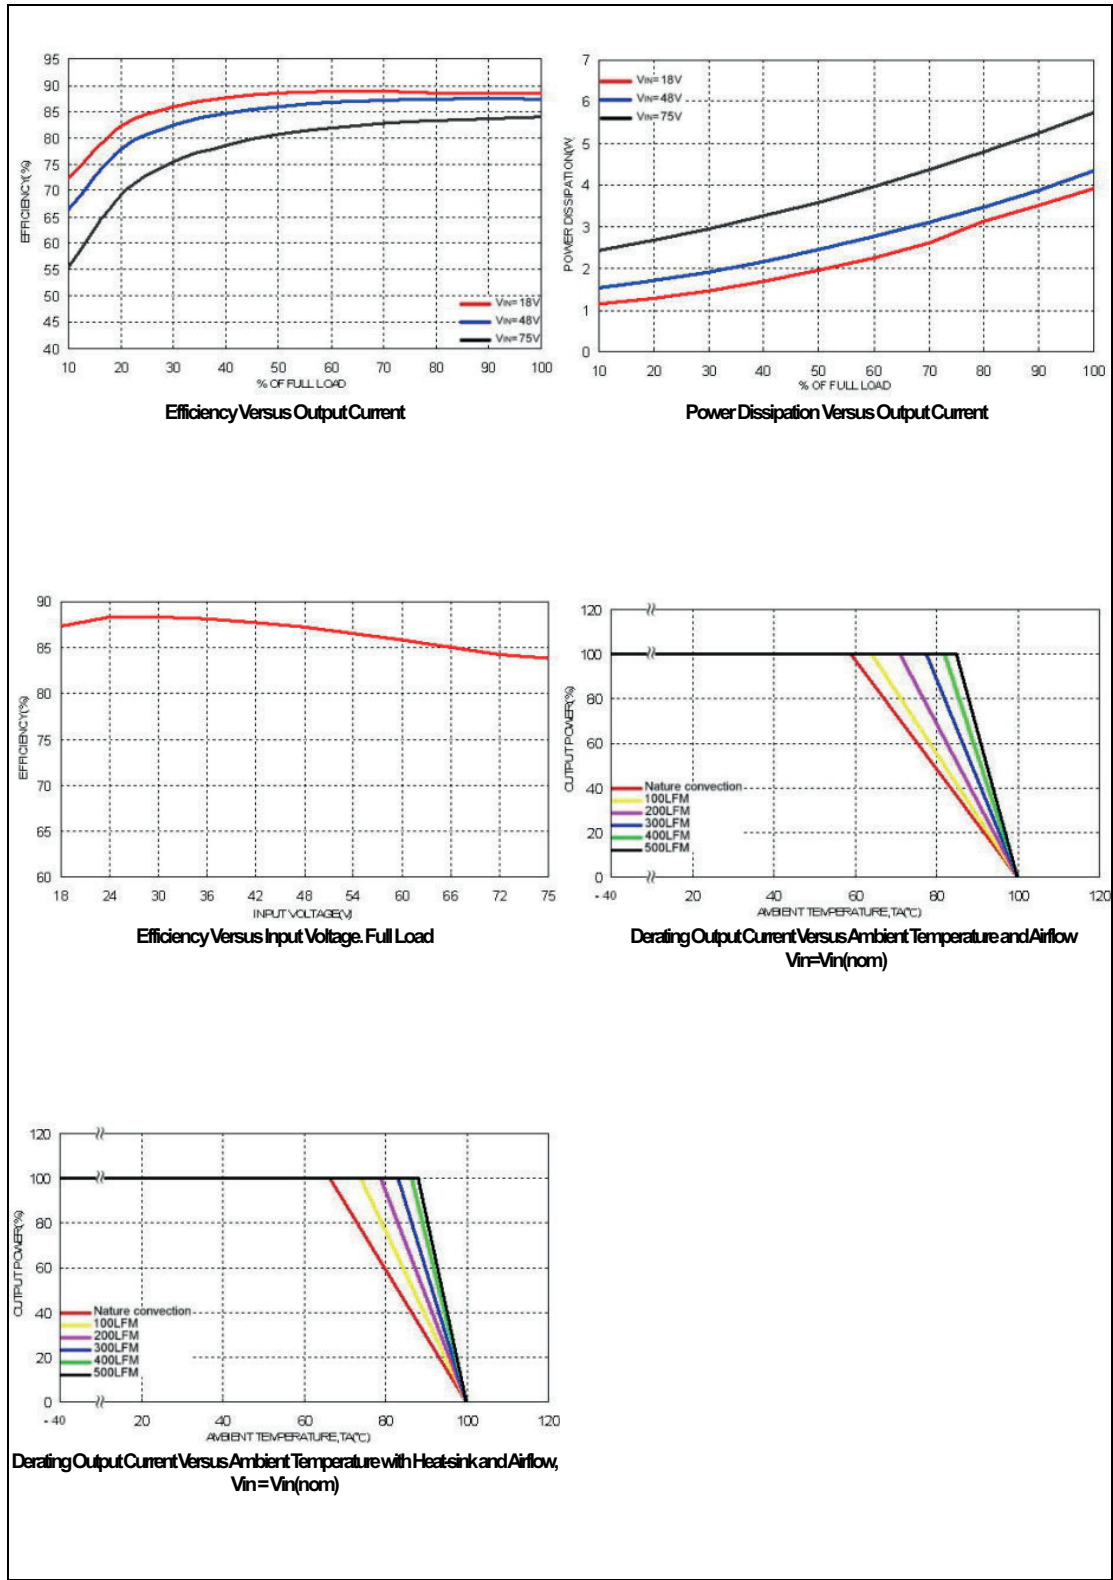 95
90
85
80
75
70
65
60
55
50
45
40
EFFICIENCY(%)
VIN=18V
VIN=48V
VIN=75V
10 20 30 40 50 60 70 80 90 100
% OF FULL LOAD
Efficiency Versus Output Current
7
6
5
4
3
2
1
0
POWER DISSIPATION(W
VIN=18V
VIN=48V
VIN=75V
10 20 30 40 50 60 70 80 90 100
% OF FULL LOAD
Power Dissipation Versus Output Current
90
85
80
75
70
65
60
EFFICIENCY(%)
18 24 30 36 42 48 54 60 66 72 75
INPUT VOLTAGE(V)
Efficiency Versus Input Voltage. Full Load
120
100
80
60
40
20
0
OUTPUT POWER(%)
Nature convection
100LFM
200LFM
300LFM
400LFM
500LFM
- 40 20 40 60 80 100 120
AMBIENT TEMPERATURE,TA(°C)
Derating Output Current Versus Ambient Temperature and Airflow
Vin=Vin(nom)
120
100
80
60
40
20
0
OUTPUT POWER(%)
Nature convection
100LFM
200LFM
300LFM
400LFM
500LFM
- 40 20 40 60 80 100 120
AMBIENT TEMPERATURE,TA(°C)
Derating Output Current Versus Ambient Temperature with Heat-sink and Airflow,
Vin = Vin(nom)